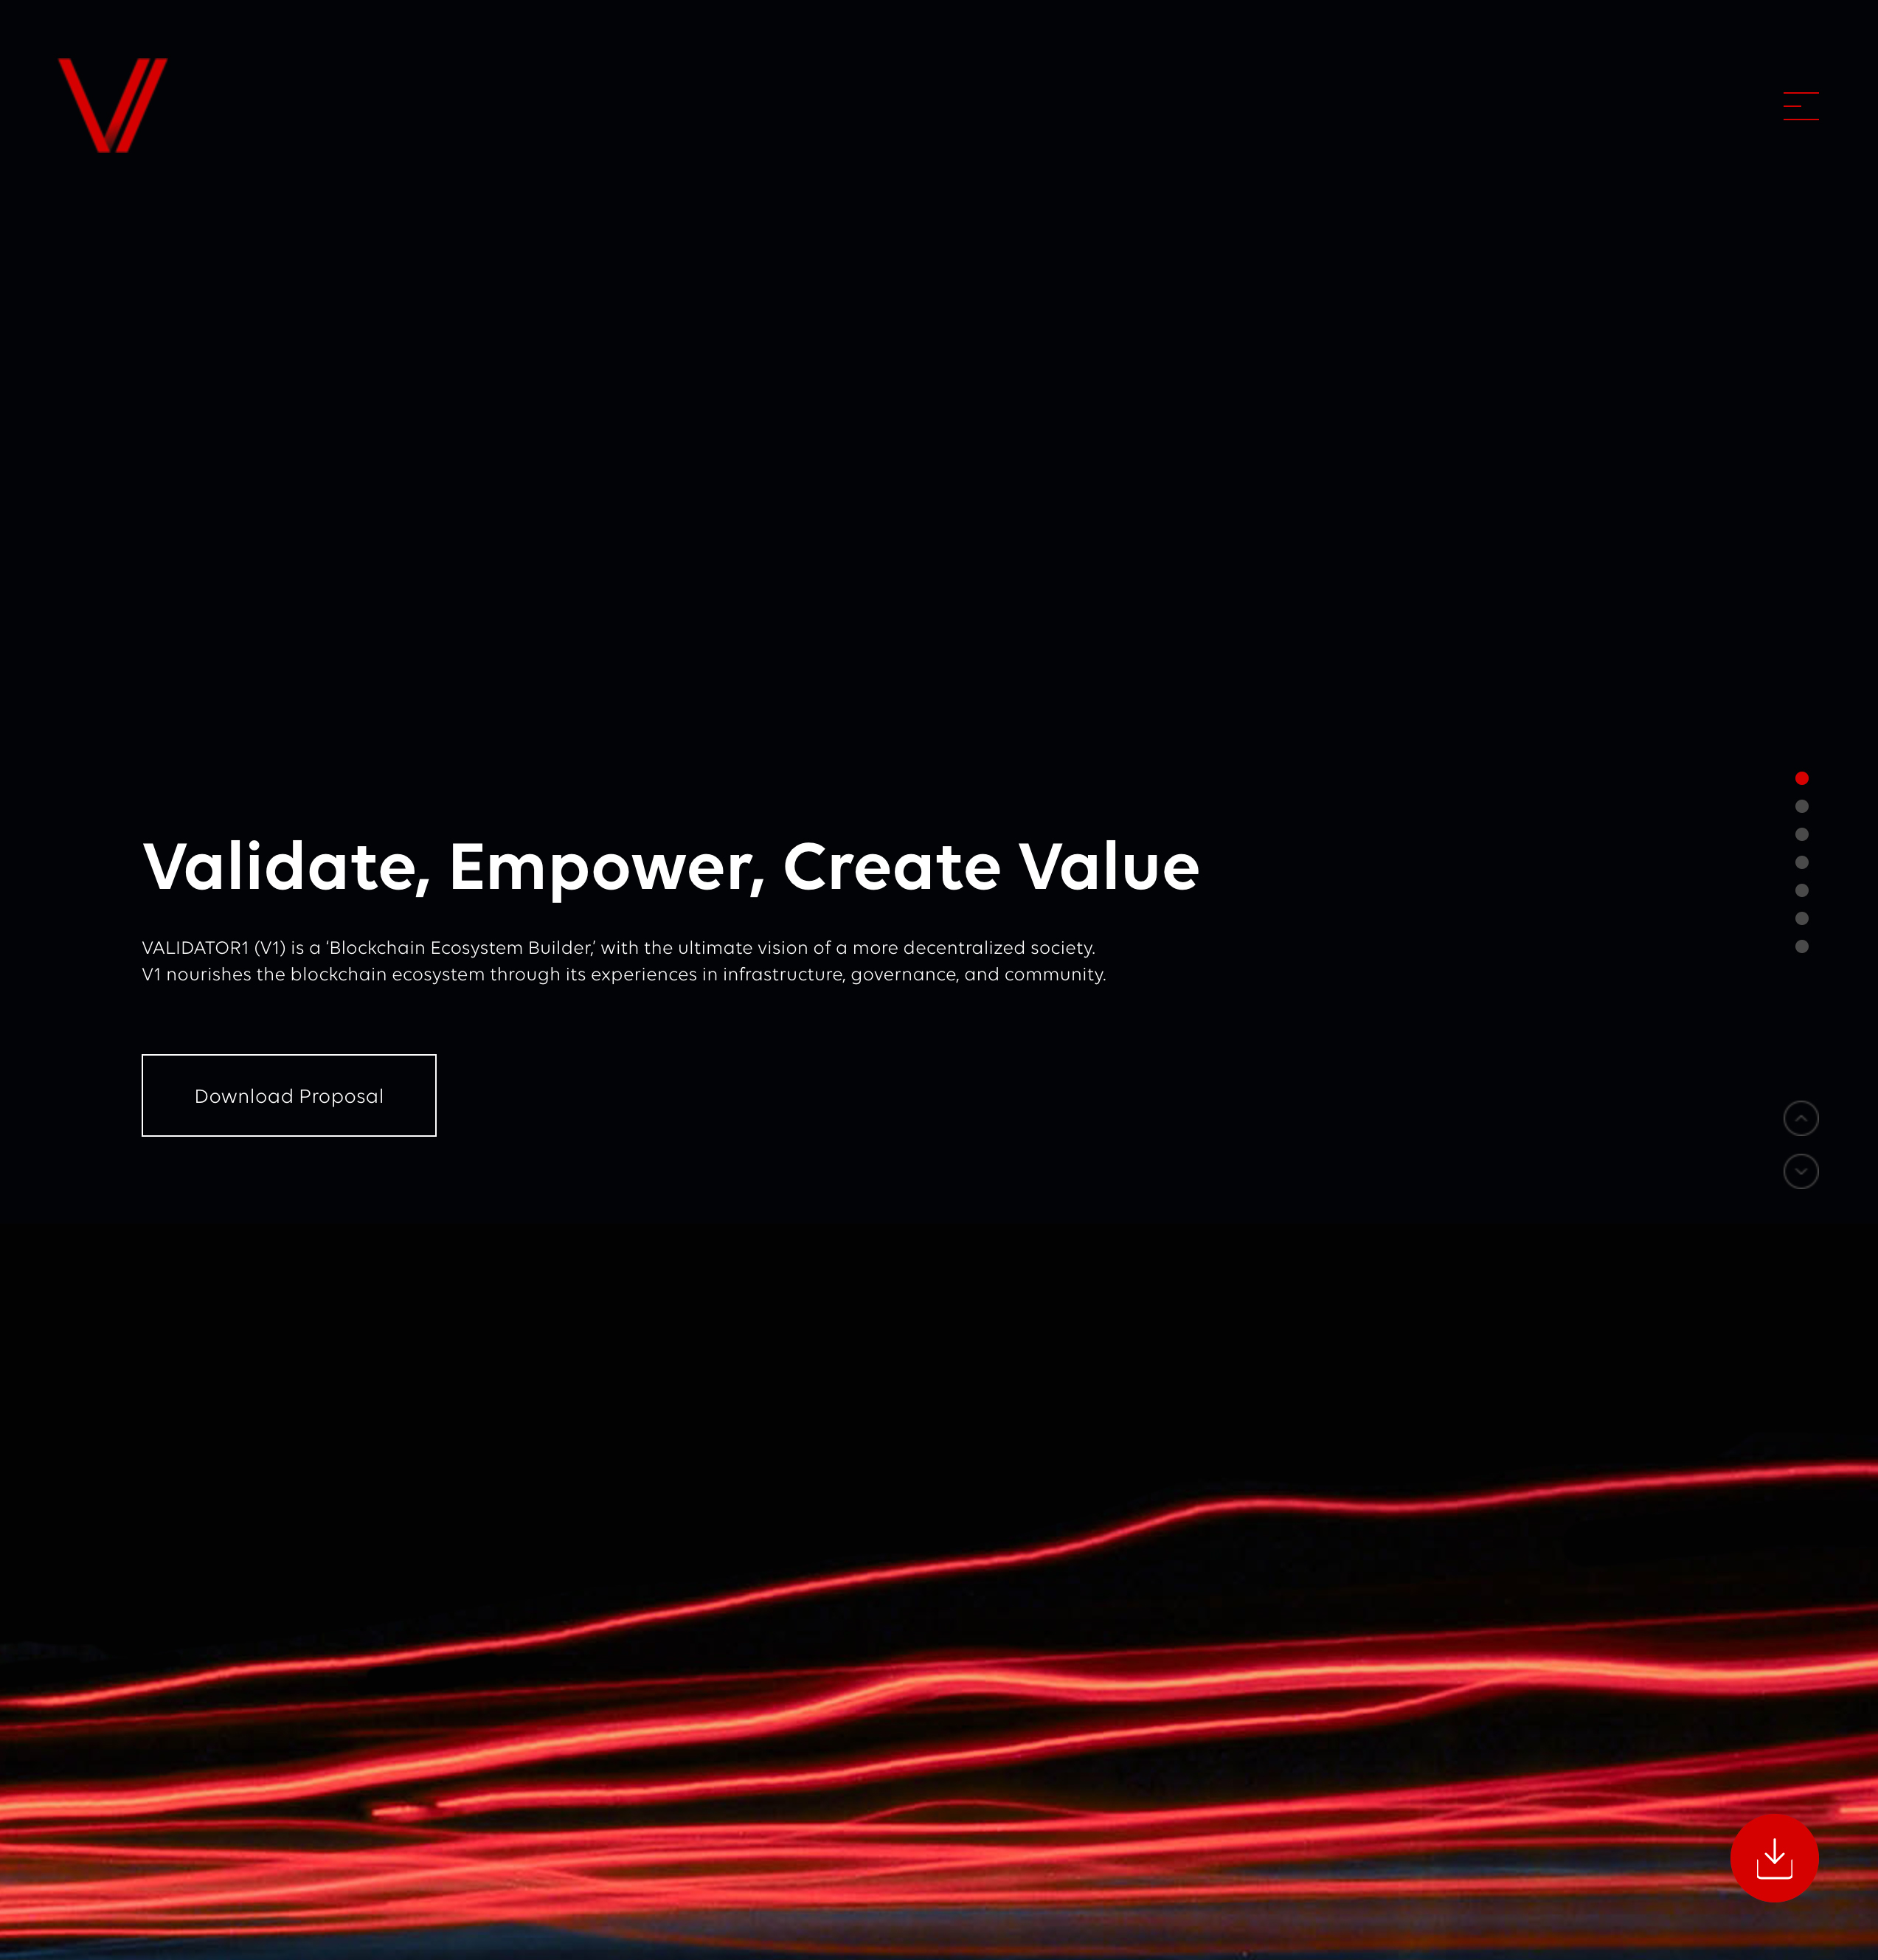 Validate, Empower, Create Value
VALIDATOR1 (V1) is a ‘Blockchain Ecosystem Builder,’ with the ultimate vision of a more decentralized society.
V1 nourishes the blockchain ecosystem through its experiences in infrastructure, governance, and community.
Download Proposal